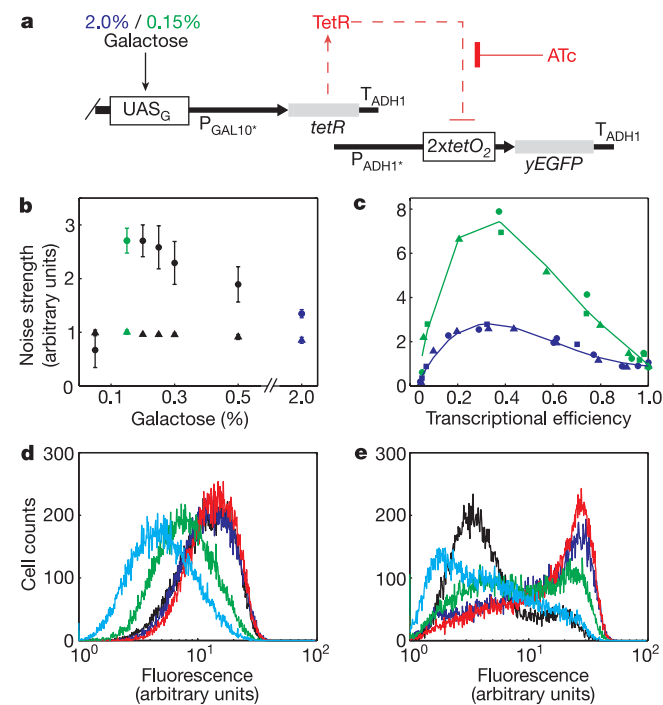 a
2.0% / 0.15%
Galactose
TetR
ATc
UAS_G
P_GAL10*
tetR
T_ADH1
P_ADH1*
2xtetO_2
yEGFP
T_ADH1
b
Noise strength
(arbitrary units)
3
2
1
0
0.1 0.3 0.5 2.0
Galactose (%)
c
8
6
4
2
0
0 0.2 0.4 0.6 0.8 1.0
Transcriptional efficiency
d
Cell counts
300
200
100
0
10^0 10^1 10^2
Fluorescence
(arbitrary units)
e
300
200
100
0
10^0 10^1 10^2
Fluorescence
(arbitrary units)